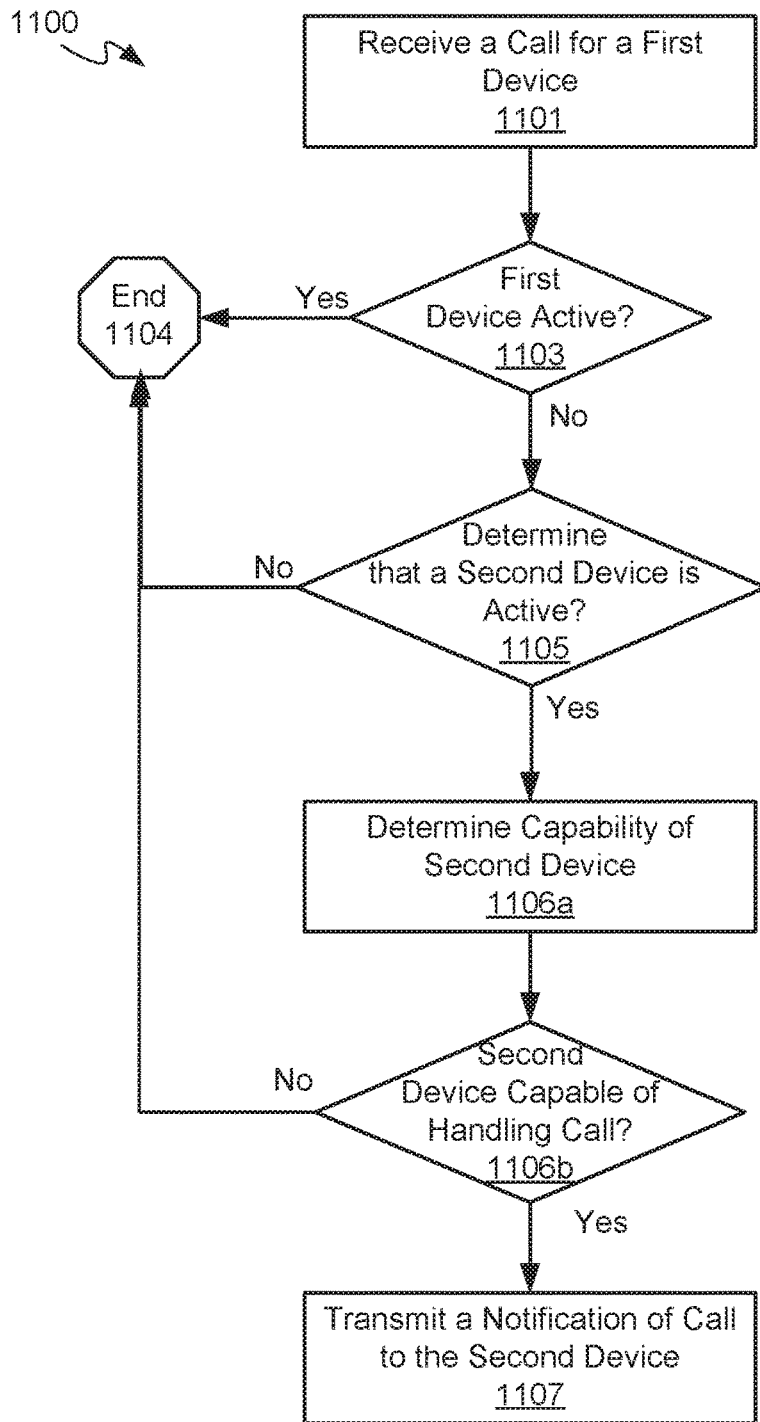 1100
Receive a Call for a First
Device
1101
First
Device Active?
1103
Yes
End
1104
No
Determine
that a Second Device is
Active?
1105
No
Yes
Determine Capability of
Second Device
1106a
Second
Device Capable of
Handling Call?
1106b
No
Yes
Transmit a Notification of Call
to the Second Device
1107